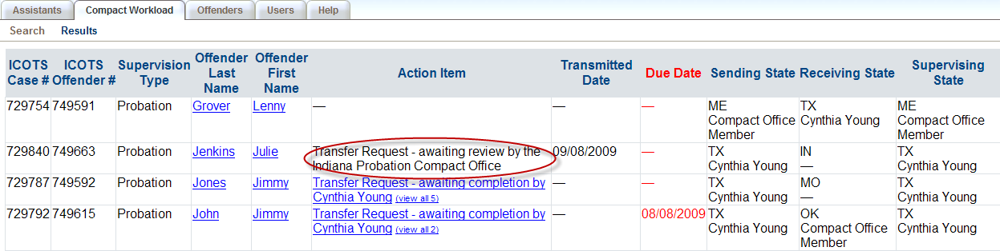 Assistants Compact Workload Offenders Users Help
Search Results
ICOTS Case # ICOTS Offender # Supervision Type Offender Last Name Offender First Name Action Item Transmitted Date Due Date Sending State Receiving State Supervising State
729754 749591 Probation Grover Lenny — — — ME TX ME
Compact Office Cynthia Young Compact Office
Member Member
729840 749663 Probation Jenkins Julie Transfer Request - awaiting review by the 09/08/2009 — TX IN TX
Indiana Probation Compact Office Cynthia Young — Cynthia Young
729787 749592 Probation Jones Jimmy Transfer Request - awaiting completion by — — TX MO TX
Cynthia Young (view all 5) Cynthia Young — Cynthia Young
729792 749615 Probation John Jimmy Transfer Request - awaiting completion by — 08/08/2009 TX OK TX
Cynthia Young (view all 2) Cynthia Young Compact Office Cynthia Young
Member